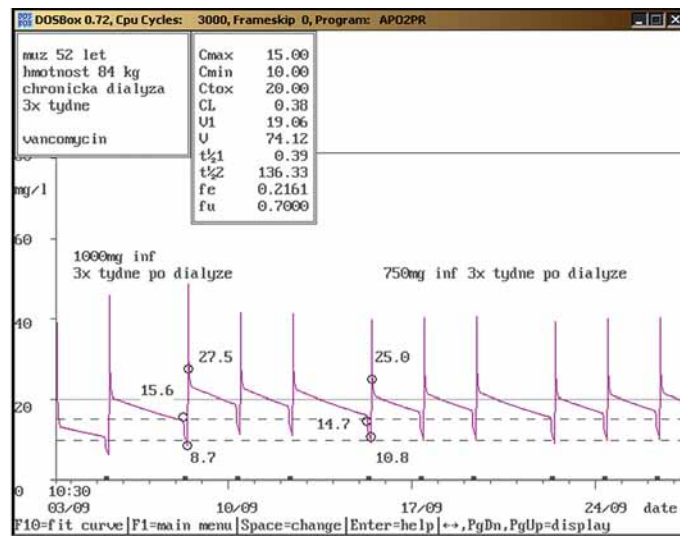 DOSBox 0.72, Cpu Cycles: 3000, Frameskip 0, Program: APO2PR
muz 52 let
hmotnost 84 kg
chronicka dialyza
3x tydne
vancomycin
Cmax 15.00
Cmin 10.00
Ctox 20.00
CL 0.38
V1 19.06
V 74.12
t½1 0.39
t½2 136.33
fe 0.2161
fu 0.7000
80
mg/l
60
1000mg inf
3x tydne po dialyze
750mg inf 3x tydne po dialyze
40
27.5
25.0
15.6
20
14.7
8.7
10.8
0 10:30
03/09 10/09 17/09 24/09 date
F10=fit curve|F1=main menu|Space=change|Enter=help|↔,PgDn,PgUp=display